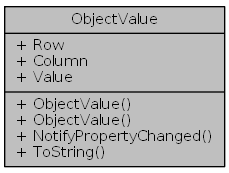 ObjectValue
+ Row
+ Column
+ Value
+ ObjectValue()
+ ObjectValue()
+ NotifyPropertyChanged()
+ ToString()